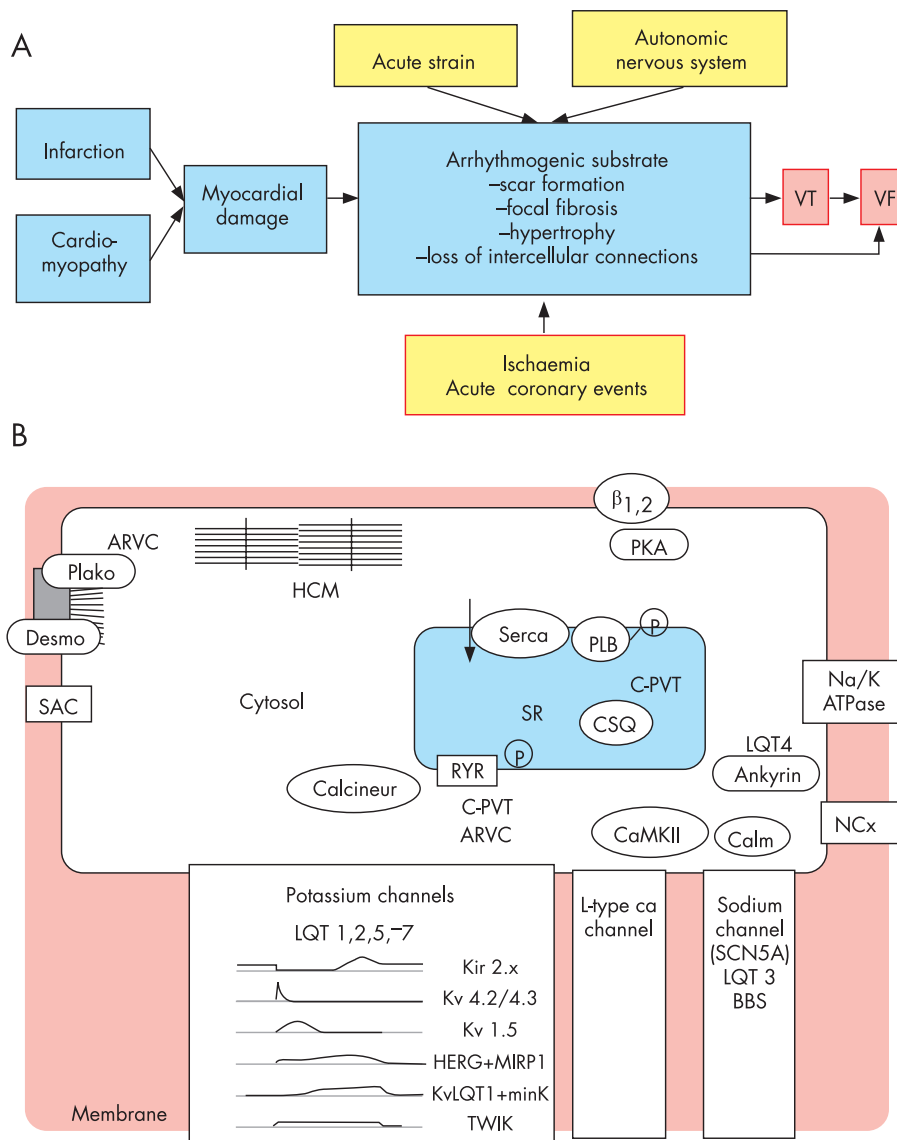 A
Acute strain
Autonomic
nervous system
Infarction
Cardio-
myopathy
Myocardial
damage
Arrhythmogenic substrate
–scar formation
–focal fibrosis
–hypertrophy
–loss of intercellular connections
VT
VF
Ischaemia
Acute coronary events
B
β1,2
PKA
ARVC
Plako
Desmo
SAC
HCM
Cytosol
Serca
PLB
P
C-PVT
SR
CSQ
RYR
P
C-PVT
ARVC
Calcineur
Na/K
ATPase
LQT4
Ankyrin
NCx
CaMKII
Calm
Potassium channels
LQT 1,2,5,–7
Kir 2.x
Kv 4.2/4.3
Kv 1.5
HERG+MIRP1
KvLQT1+minK
TWIK
L-type ca
channel
Sodium
channel
(SCN5A)
LQT 3
BBS
Membrane